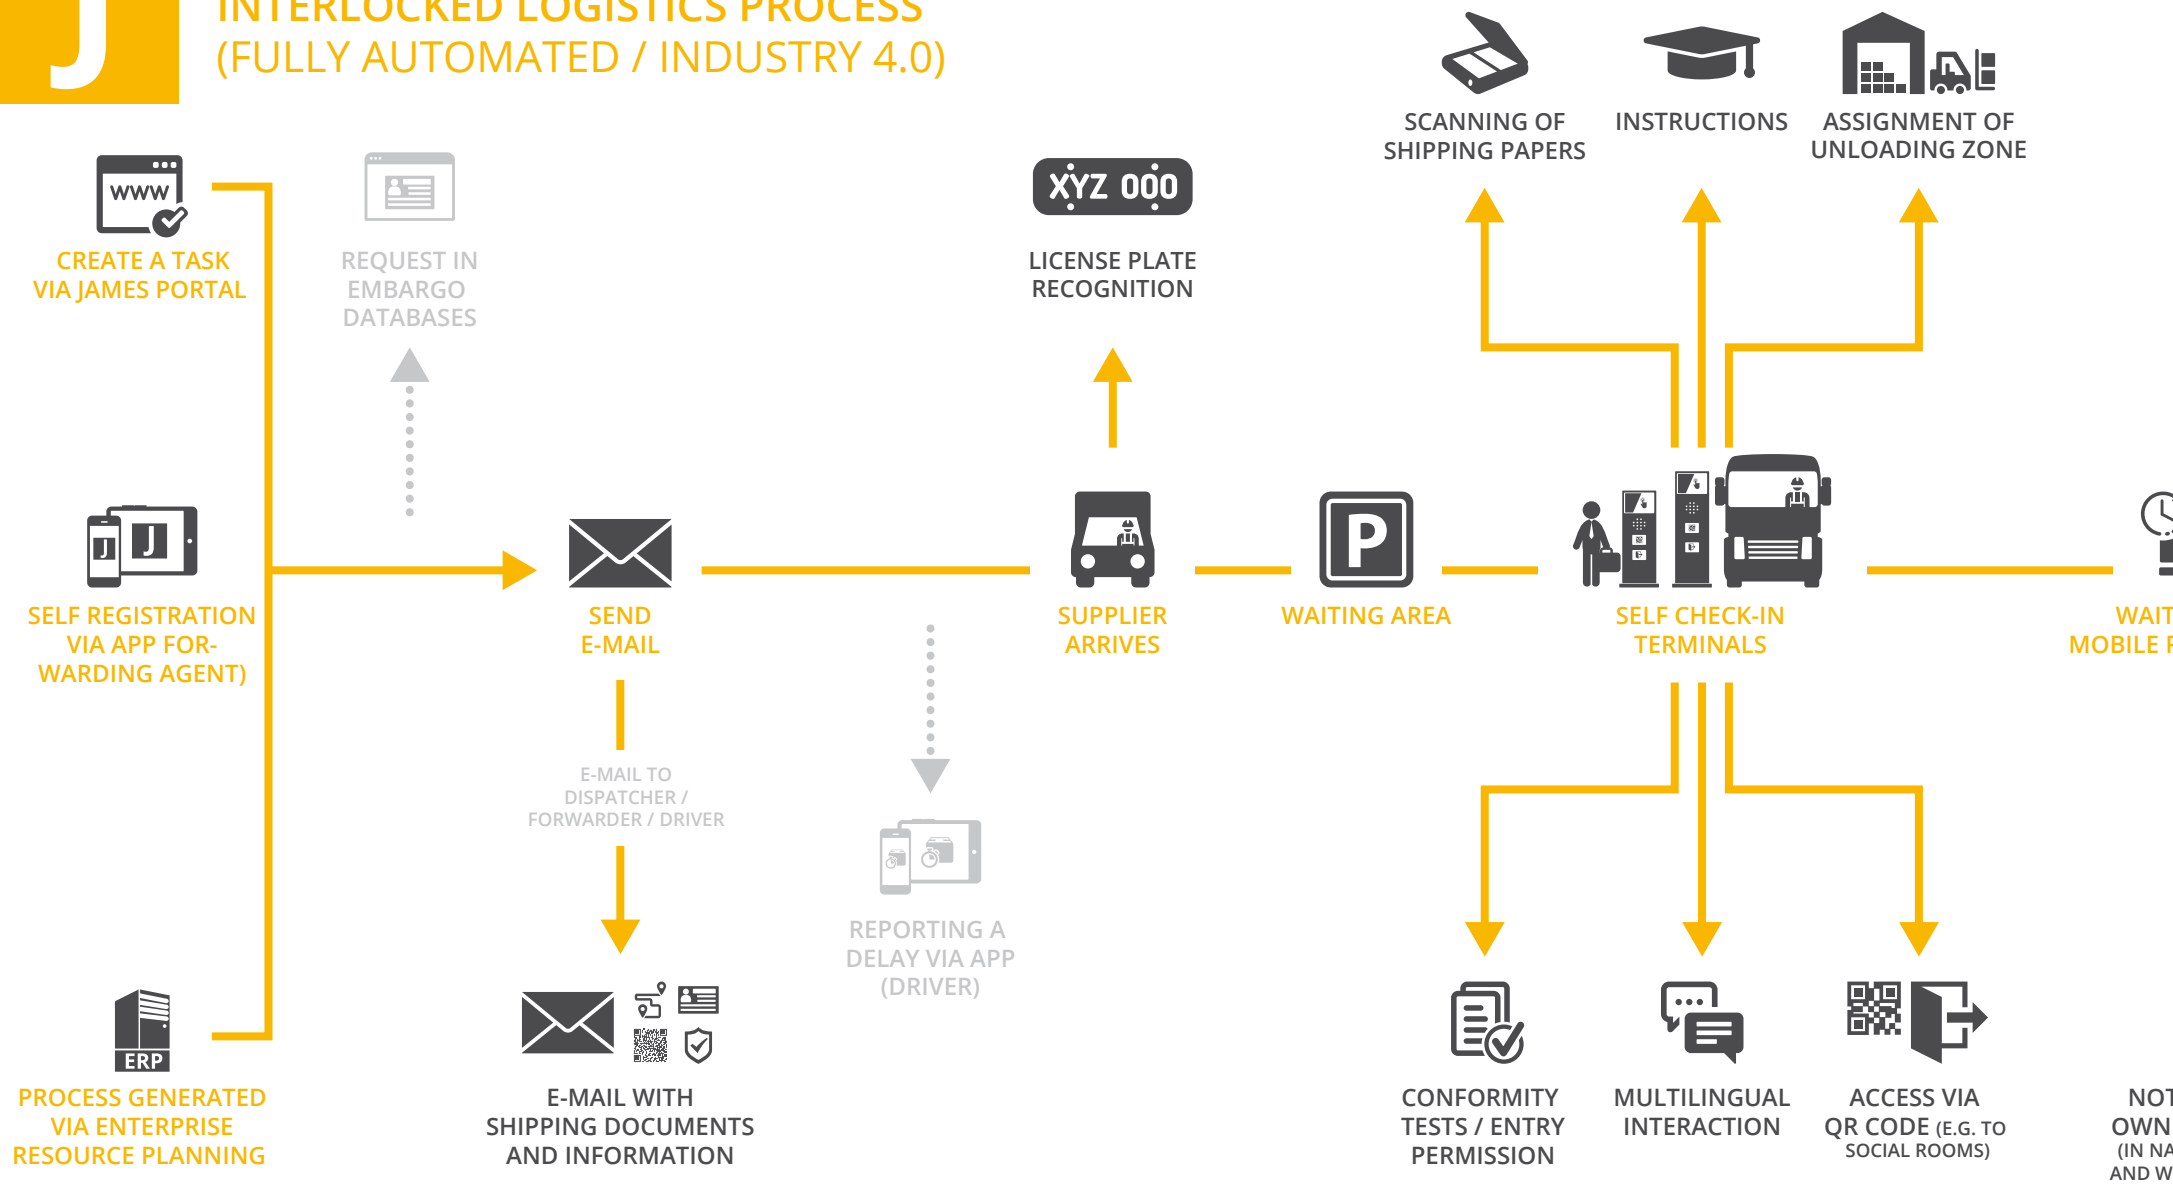 J
INTERLOCKED LOGISTICS PROCESS
(FULLY AUTOMATED / INDUSTRY 4.0)
SCANNING OF
SHIPPING PAPERS
INSTRUCTIONS
ASSIGNMENT OF
UNLOADING ZONE
WWW
CREATE A TASK
VIA JAMES PORTAL
REQUEST IN
EMBARGO
DATABASES
XYZ 000
LICENSE PLATE
RECOGNITION
J
J
SELF REGISTRATION
VIA APP FOR-
WARDING AGENT)
SEND
E-MAIL
SUPPLIER
ARRIVES
P
WAITING AREA
SELF CHECK-IN
TERMINALS
MOBILE
E-MAIL TO
DISPATCHER /
FORWARDER / DRIVER
REPORTING A
DELAY VIA APP
(DRIVER)
ERP
PROCESS GENERATED
VIA ENTERPRISE
RESOURCE PLANNING
E-MAIL WITH
SHIPPING DOCUMENTS
AND INFORMATION
CONFORMITY
TESTS / ENTRY
PERMISSION
MULTILINGUAL
INTERACTION
ACCESS VIA
QR CODE (E.G. TO
SOCIAL ROOMS)
(IN
AND